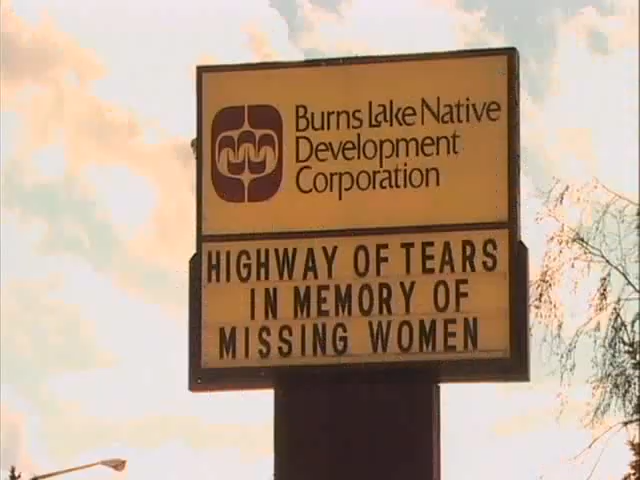 Burns Lake Native
Development
Corporation
HIGHWAY OF TEARS
IN MEMORY OF
MISSING WOMEN